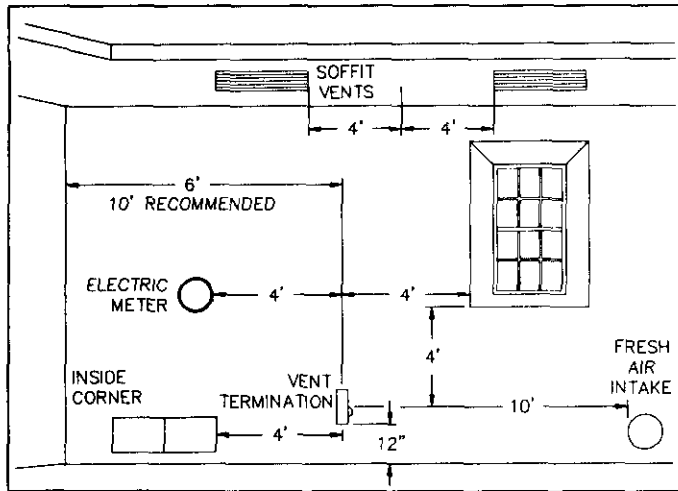 SOFFIT
VENTS
4' 4'
6'
10' RECOMMENDED
ELECTRIC
METER
4' 4'
4'
INSIDE
CORNER
VENT
TERMINATION
FRESH
AIR
INTAKE
10'
4'
12"